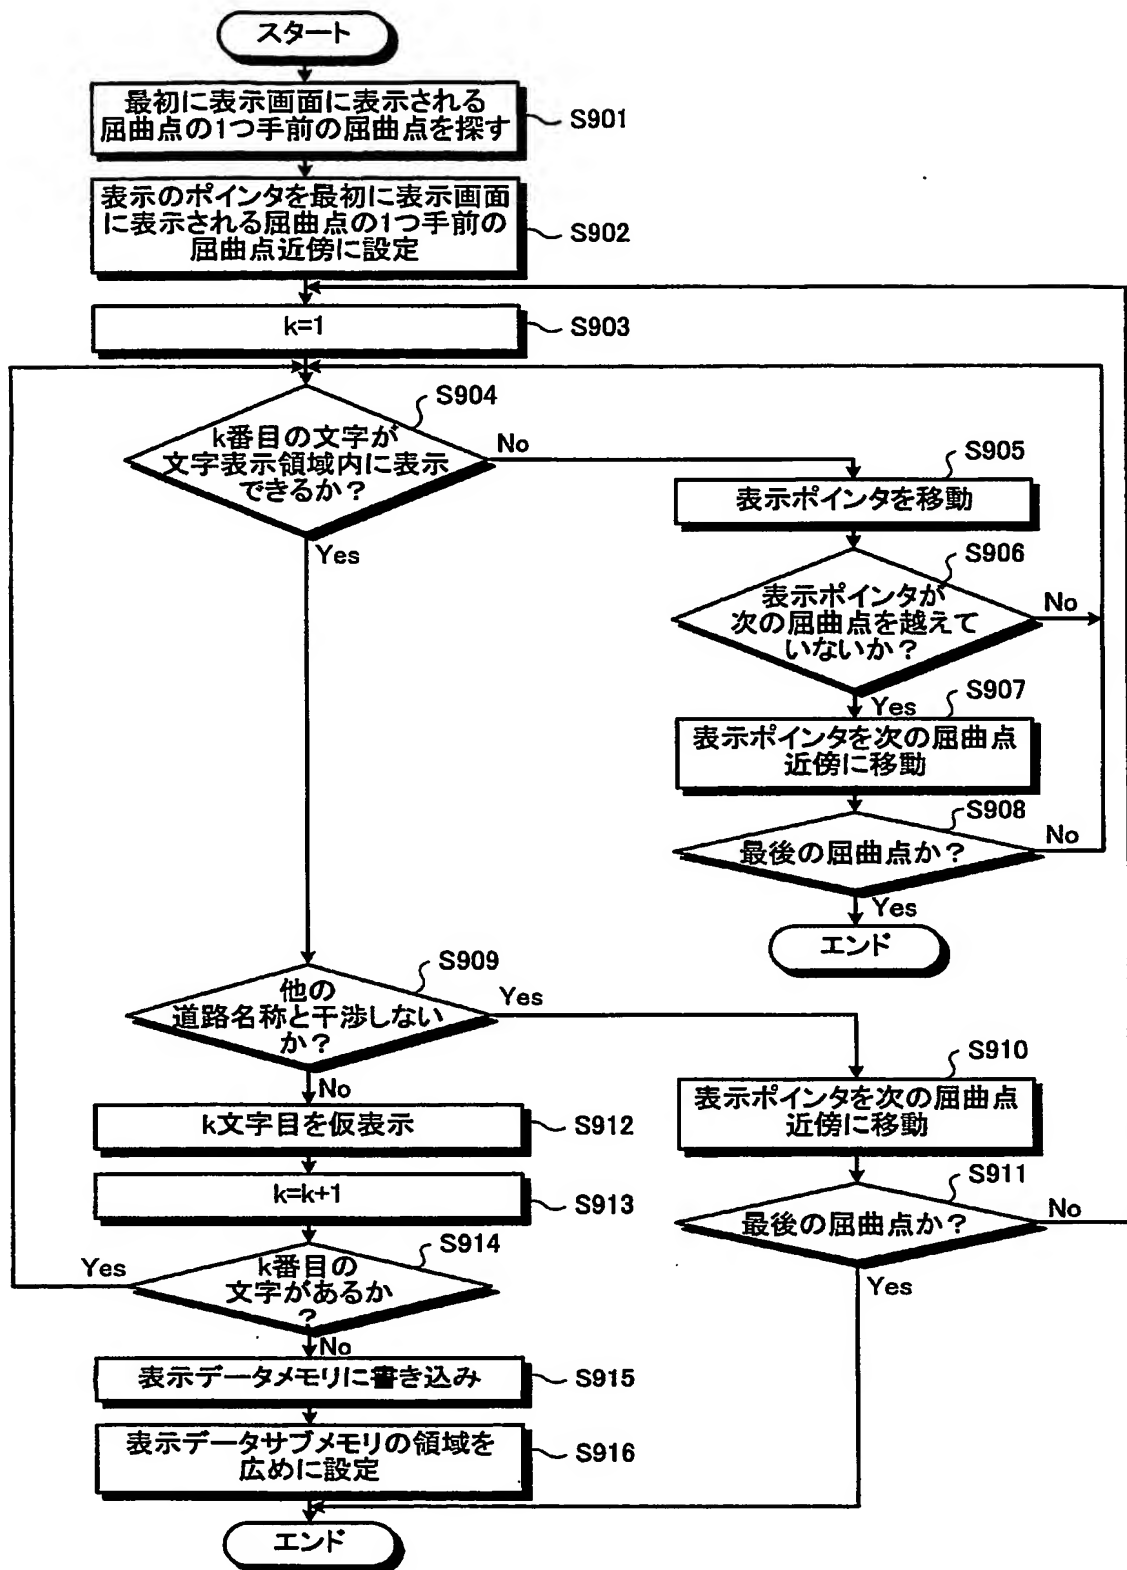 スタート
最初に表示画面に表示される
屈曲点の1つ手前の屈曲点を探す
S901
表示のポインタを最初に表示画面
に表示される屈曲点の1つ手前の
屈曲点近傍に設定
S902
k=1
S903
S904
k番目の文字が
文字表示領域内に表示
できるか?
No
Yes
S905
表示ポインタを移動
S906
表示ポインタが
次の屈曲点を越えて
いないか?
No
Yes
S907
表示ポインタを次の屈曲点
近傍に移動
S908
最後の屈曲点か?
No
Yes
エンド
S909
他の
道路名称と干渉しない
か?
Yes
No
S910
表示ポインタを次の屈曲点
近傍に移動
S911
最後の屈曲点か?
No
Yes
k文字目を仮表示
S912
k=k+1
S913
S914
k番目の
文字があるか
?
Yes
No
表示データメモリに書き込み
S915
表示データサブメモリの領域を
広めに設定
S916
エンド